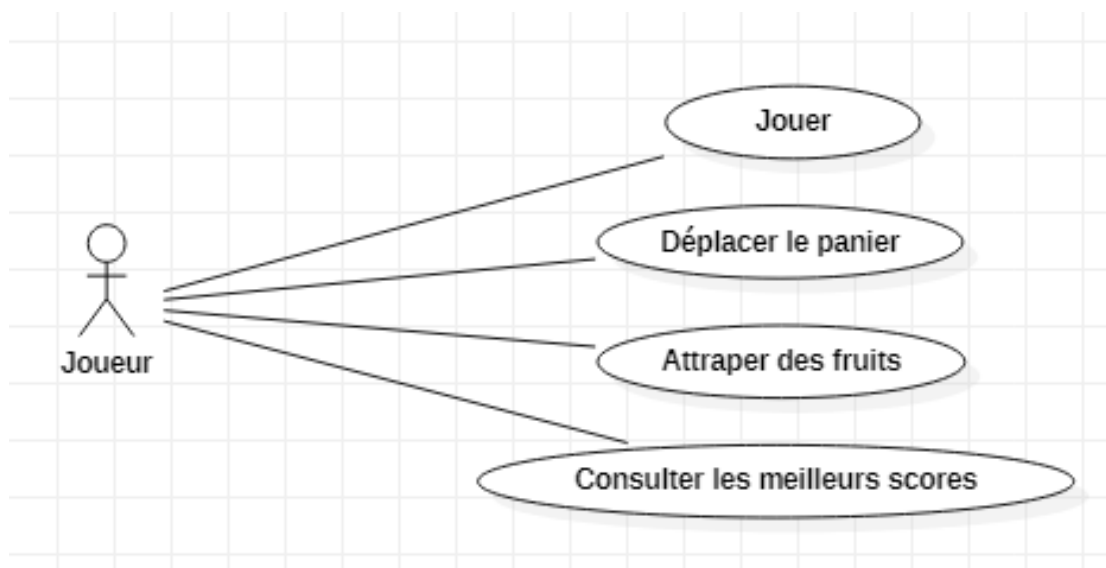 Jouer
Déplacer le panier
Joueur
Attraper des fruits
Consulter les meilleurs scores